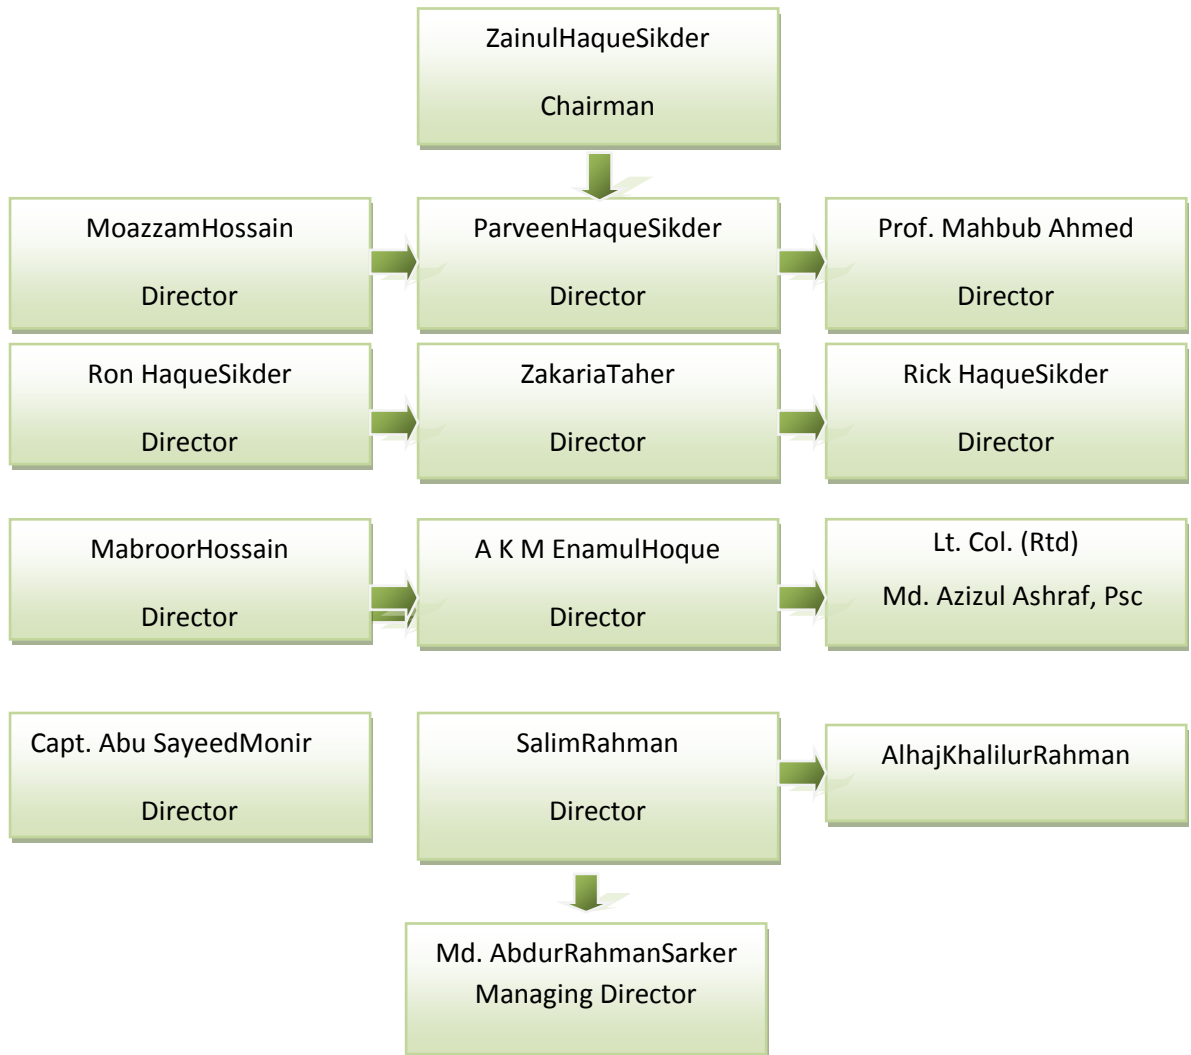 ZainulHaqueSikder
Chairman
MoazzamHossain
Director
ParveenHaqueSikder
Director
Prof. Mahbub Ahmed
Director
Ron HaqueSikder
Director
ZakariaTaher
Director
Rick HaqueSikder
Director
MabroorHossain
Director
A K M EnamulHoque
Director
Lt. Col. (Rtd)
Md. Azizul Ashraf, Psc
Capt. Abu SayeedMonir
Director
SalimRahman
Director
AlhajKhalilurRahman
Md. AbdurRahmanSarker
Managing Director